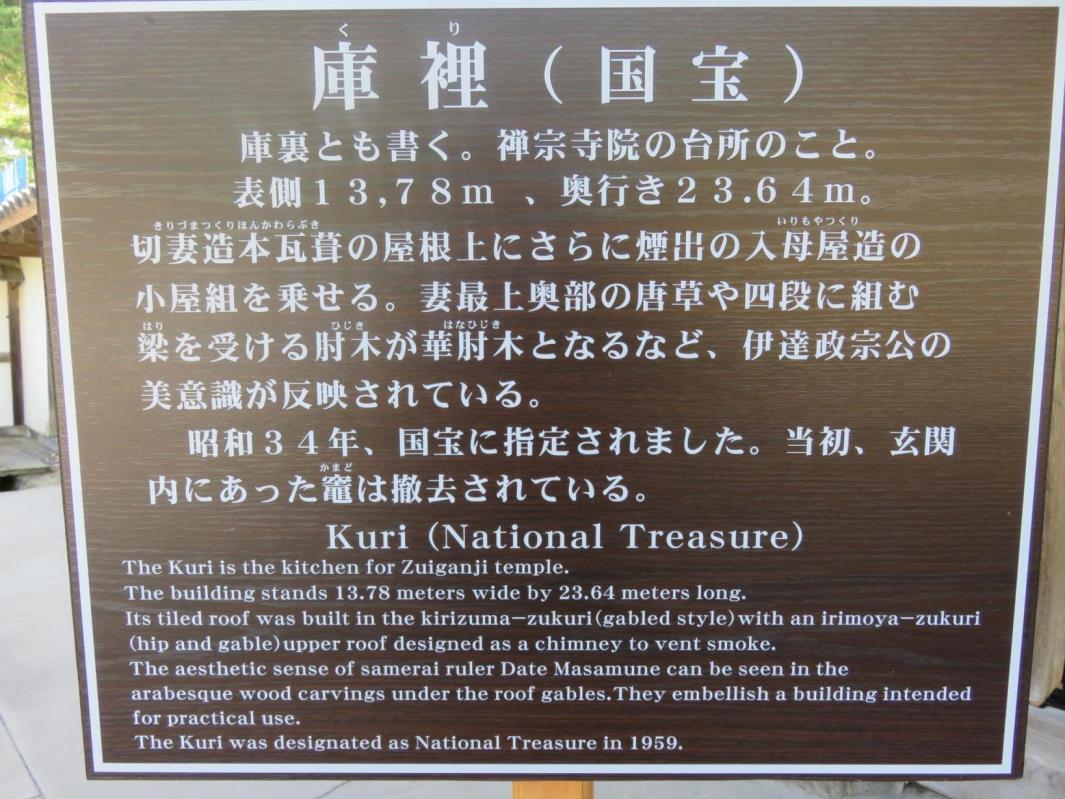 くり
庫裡（国宝）
庫裏とも書く。禅宗寺院の台所のこと。
表側１３,７８ｍ 、奥行き２３.６４ｍ。
きりづまつくりほんかわらぶき いりもやつくり
切妻造本瓦葺の屋根上にさらに煙出の入母屋造の
小屋組を乗せる。妻最上奥部の唐草や四段に組む
はり ひじき はなひじき
梁を受ける肘木が華肘木となるなど、伊達政宗公の
美意識が反映されている。
昭和３４年、国宝に指定されました。当初、玄関
かまど
内にあった竈は撤去されている。
Kuri (National Treasure)
The Kuri is the kitchen for Zuiganji temple.
The building stands 13.78 meters wide by 23.64 meters long.
Its tiled roof was built in the kirizuma-zukuri(gabled style)with an irimoya-zukuri
(hip and gable)upper roof designed as a chimney to vent smoke.
The aesthetic sense of samerai ruler Date Masamune can be seen in the
arabesque wood carvings under the roof gables.They embellish a building intended
for practical use.
The Kuri was designated as National Treasure in 1959.